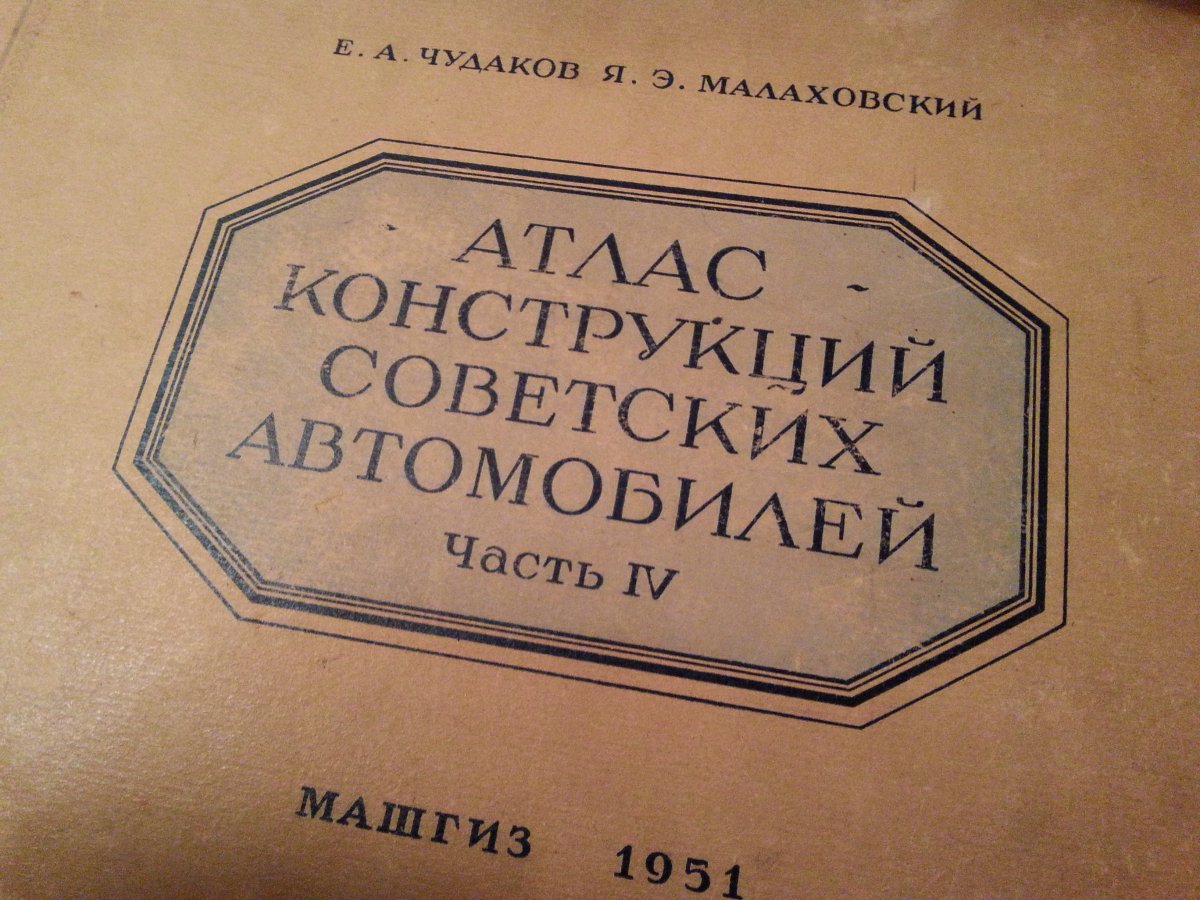 Е. А. ЧУДАКОВ Я. Э. МАЛАХОВСКИЙ
АТЛАС
КОНСТРУКЦИЙ
СОВЕТСКИХ
АВТОМОБИЛЕЙ
Часть IV
МАШГИЗ 1951